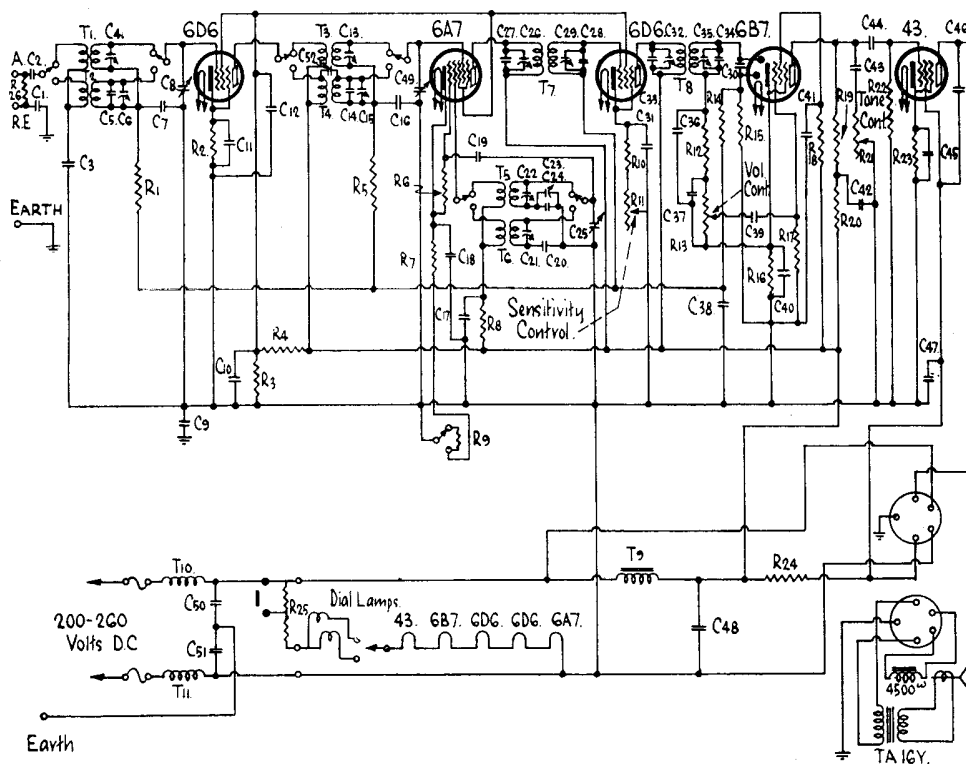 T1. C4.
6D6
T3. C13.
6A7
C27. C26. C29. C28.
6D6
C32. C35. C34.
6B7.
C44.
43.
C46
A. C2.
C8
C52
C49
T7.
T8
C30
C43
R26
C1.
R.E
C5. C6
C7
C12
T4.
C14 C15
C16
C33
C31
R14
C36
R15
C41
R19
R22
Tone
Cont.
R2
C11
C3
R1
R5
C19
R10
R12
R18
R21
R23
C45
EARTH
R6
T5
C22
C23.
C24.
R11
Vol.
Cont
C42
R20
C37
C25
C39
R17
R13
R7
C18
T6.
C21.
C20.
R16
C40
Sensitivity
Control.
C38
C17
R8
R4
C10
R3
C47
C9
R9
T10.
T9
R24
C50
R25
Dial Lamps.
43. 6B7. 6D6. 6D6. 6A7.
200-260
Volts D.C
C51
C48
T11.
4500 ω
Earth
TA 16Y.